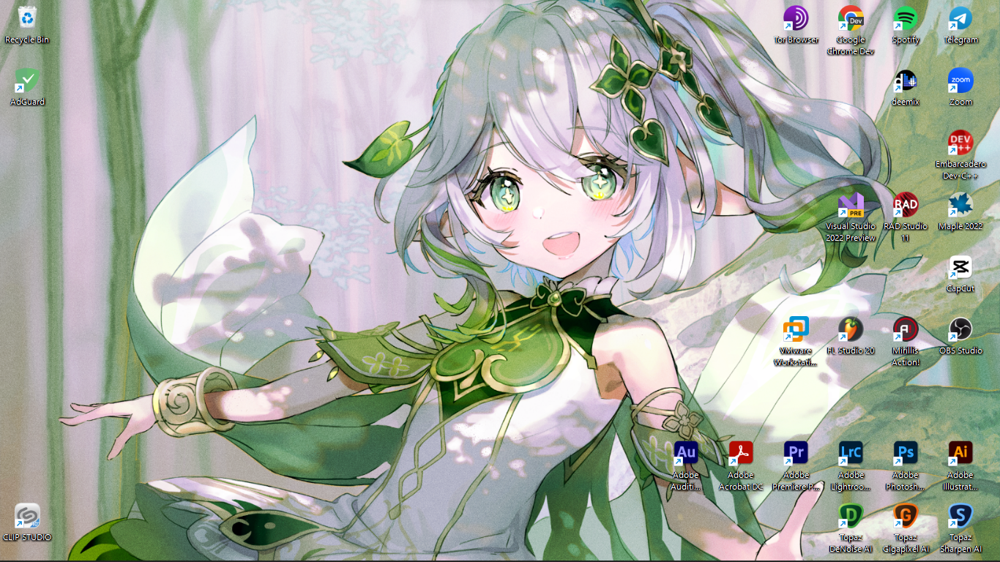 Recycle Bin
Tor Browser
Google
Chrome Dev
Dev
Spotify
Telegram
AdGuard
deemix
zoom
Zoom
DEV
C++
Embarcadero
Dev-C++
PRE
Visual Studio
2022 Preview
RAD
RAD Studio
11
Maple 2022
CapCut
VMware
Workstati...
FL Studio 20
Mirillis
Action!
OBS Studio
Au
Adobe
Auditi...
Adobe
Acrobat DC
Pr
Adobe
Premiere P...
LrC
Adobe
Lightroo...
Ps
Adobe
Photosh...
Ai
Adobe
Illustrat...
CLIP STUDIO
D
Topaz
DeNoise AI
G
Topaz
Gigapixel AI
S
Topaz
Sharpen AI